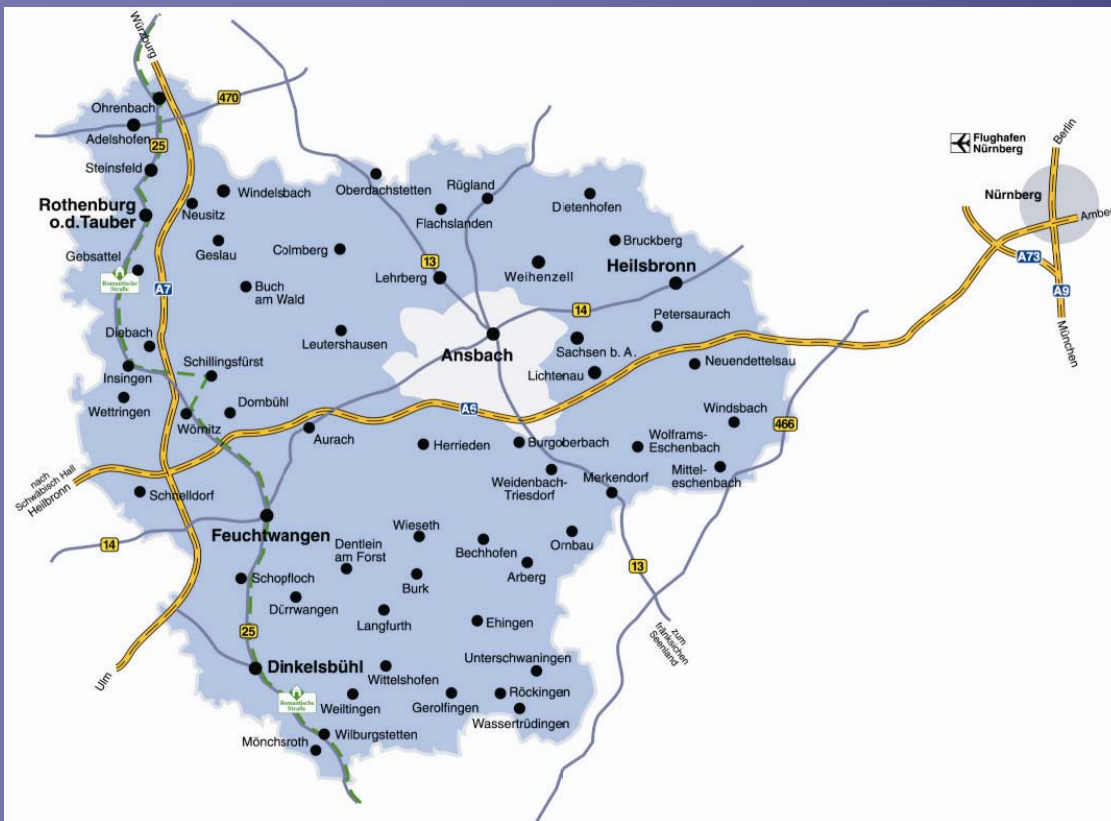 Würzburg
Ohrenbach
470
Adelshofen
25
Steinsfeld
Rothenburg
o.d.Tauber
Neusitz
Windelsbach
Oberdachstetten
Rügland
Flachslanden
Dietenhofen
Flughafen
Nürnberg
Berlin
Nürnberg
Amber
A73
A9
München
Gebsattel
Romantische
Straße
A7
Geslau
Colmberg
Buch
am Wald
13
Lehrberg
Weihenzell
Bruckberg
Heilsbronn
14
Petersaurach
Diebach
Leutershausen
Ansbach
Sachsen b. A.
Lichtenau
Neuendettelsau
Insingen
Schillingsfürst
Wettringen
Wörnitz
Dombühl
A6
Aurach
Herrieden
Burgoberbach
Wolframs-
Eschenbach
Windsbach
466
Mittel-
eschenbach
nach
Schwäbisch Hall
Heilbronn
Schnelldorf
Weidenbach-
Triesdorf
Merkendorf
Feuchtwangen
14
Wieseth
Dentlein
am Forst
Bechhofen
Ornbau
Arberg
13
Schopfloch
Burk
Dürrwangen
Langfurth
Ehingen
25
zum
fränksichen
Seenland
Ulm
Dinkelsbühl
Wittelshofen
Unterschwaningen
Romantische
Straße
Weiltingen
Gerolfingen
Röckingen
Wassertrüdingen
Mönchsroth
Wilburgstetten